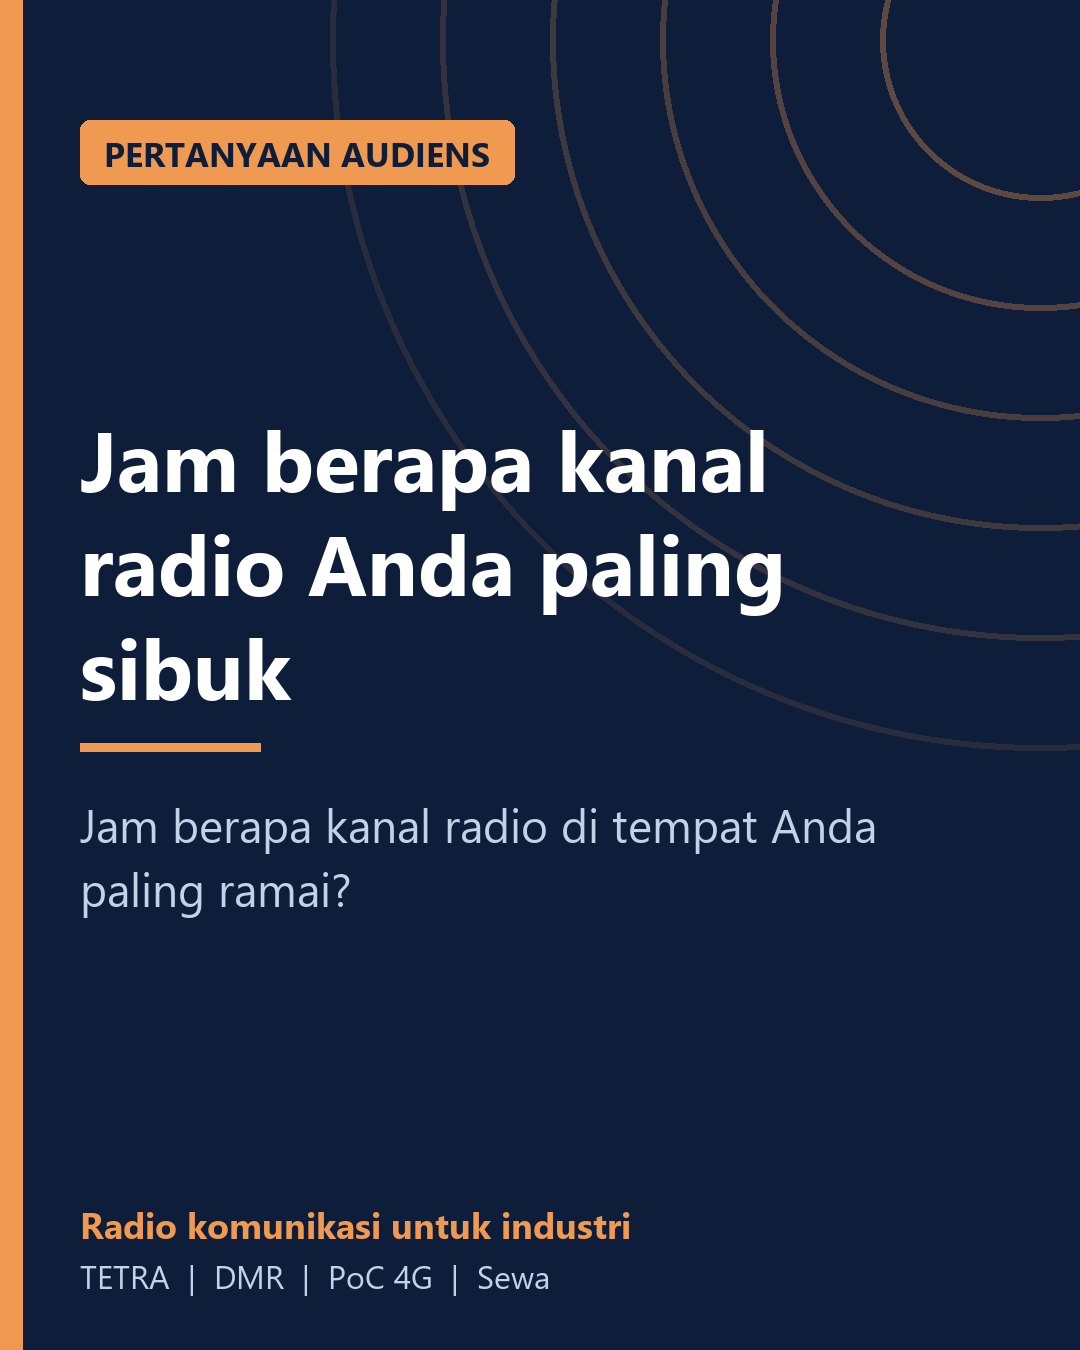 PERTANYAAN AUDIENS
Jam berapa kanal
radio Anda paling
sibuk
Jam berapa kanal radio di tempat Anda
paling ramai?
Radio komunikasi untuk industri
TETRA | DMR | PoC 4G | Sewa